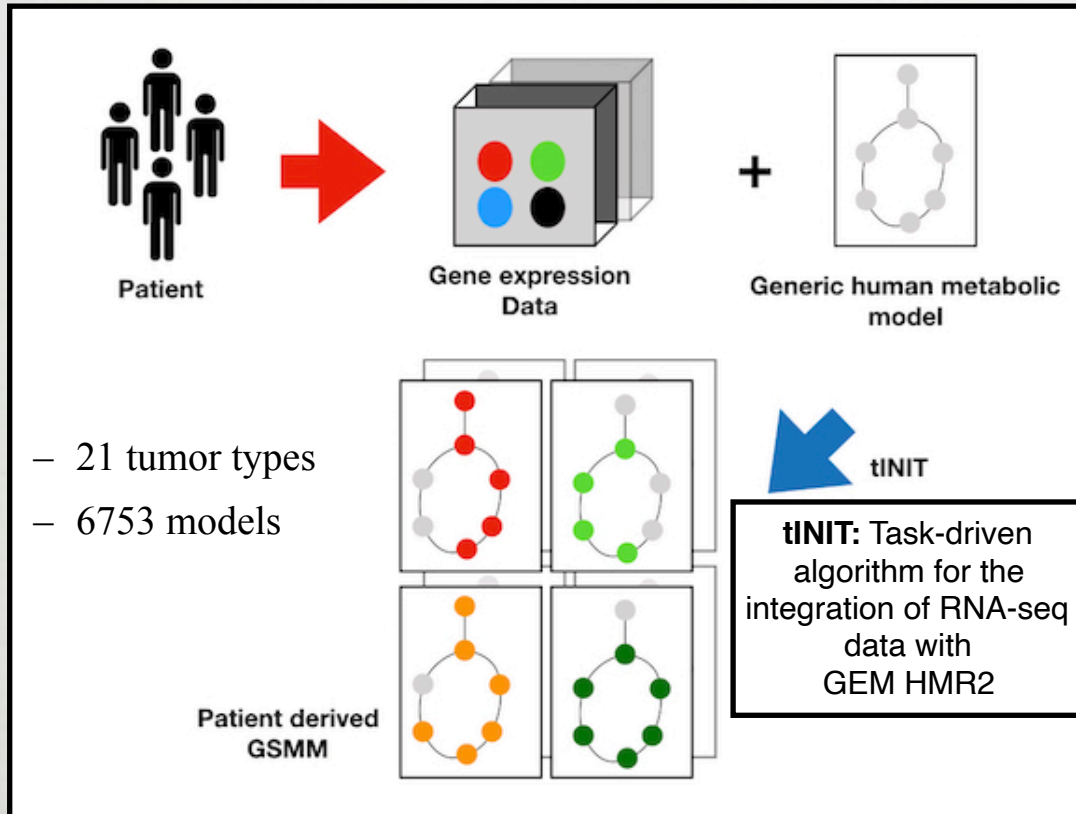 Patient
Gene expression
Data
+
Generic human metabolic
model
– 21 tumor types
– 6753 models
tINIT
tINIT: Task-driven
algorithm for the
integration of RNA-seq
data with
GEM HMR2
Patient derived
GSMM